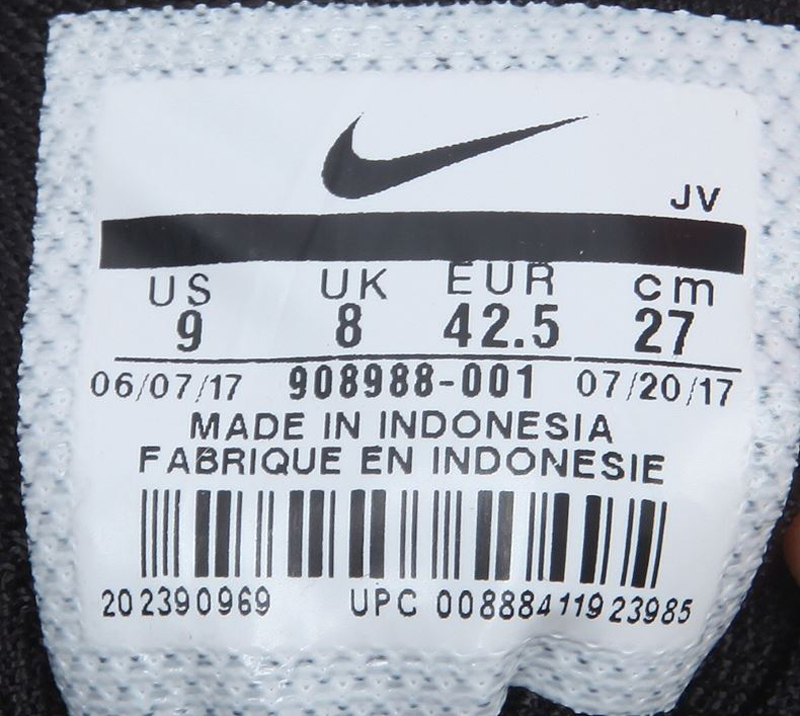 JV
US UK EUR cm
9 8 42.5 27
06/07/17 908988-001 07/20/17
MADE IN INDONESIA
FABRIQUE EN INDONESIE
202390969 UPC 00888411923985